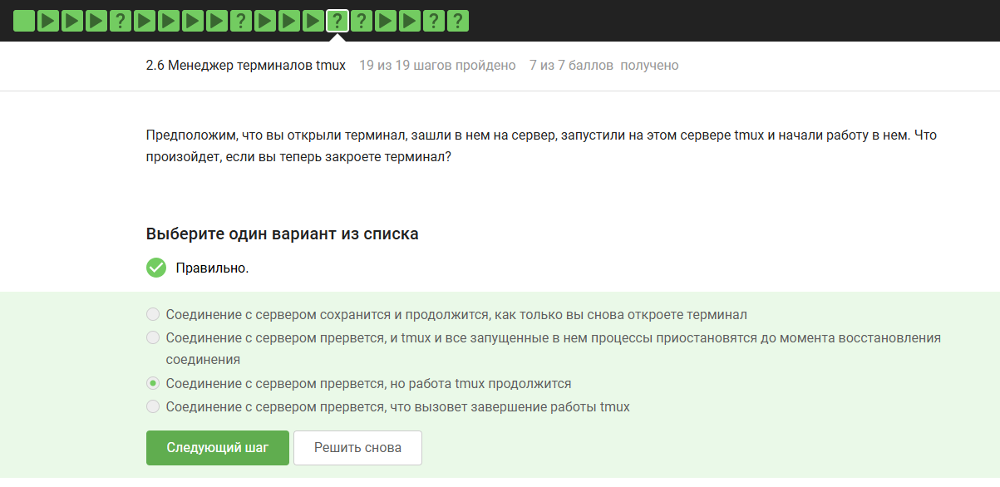 ? ? ? ? ? ?
2.6 Менеджер терминалов tmux 19 из 19 шагов пройдено 7 из 7 баллов получено
Предположим, что вы открыли терминал, зашли в нем на сервер, запустили на этом сервере tmux и начали работу в нем. Что
произойдет, если вы теперь закроете терминал?
Выберите один вариант из списка
Правильно.
Соединение с сервером сохранится и продолжится, как только вы снова откроете терминал
Соединение с сервером прервется, и tmux и все запущенные в нем процессы приостановятся до момента восстановления
соединения
Соединение с сервером прервется, но работа tmux продолжится
Соединение с сервером прервется, что вызовет завершение работы tmux
Следующий шаг Решить снова